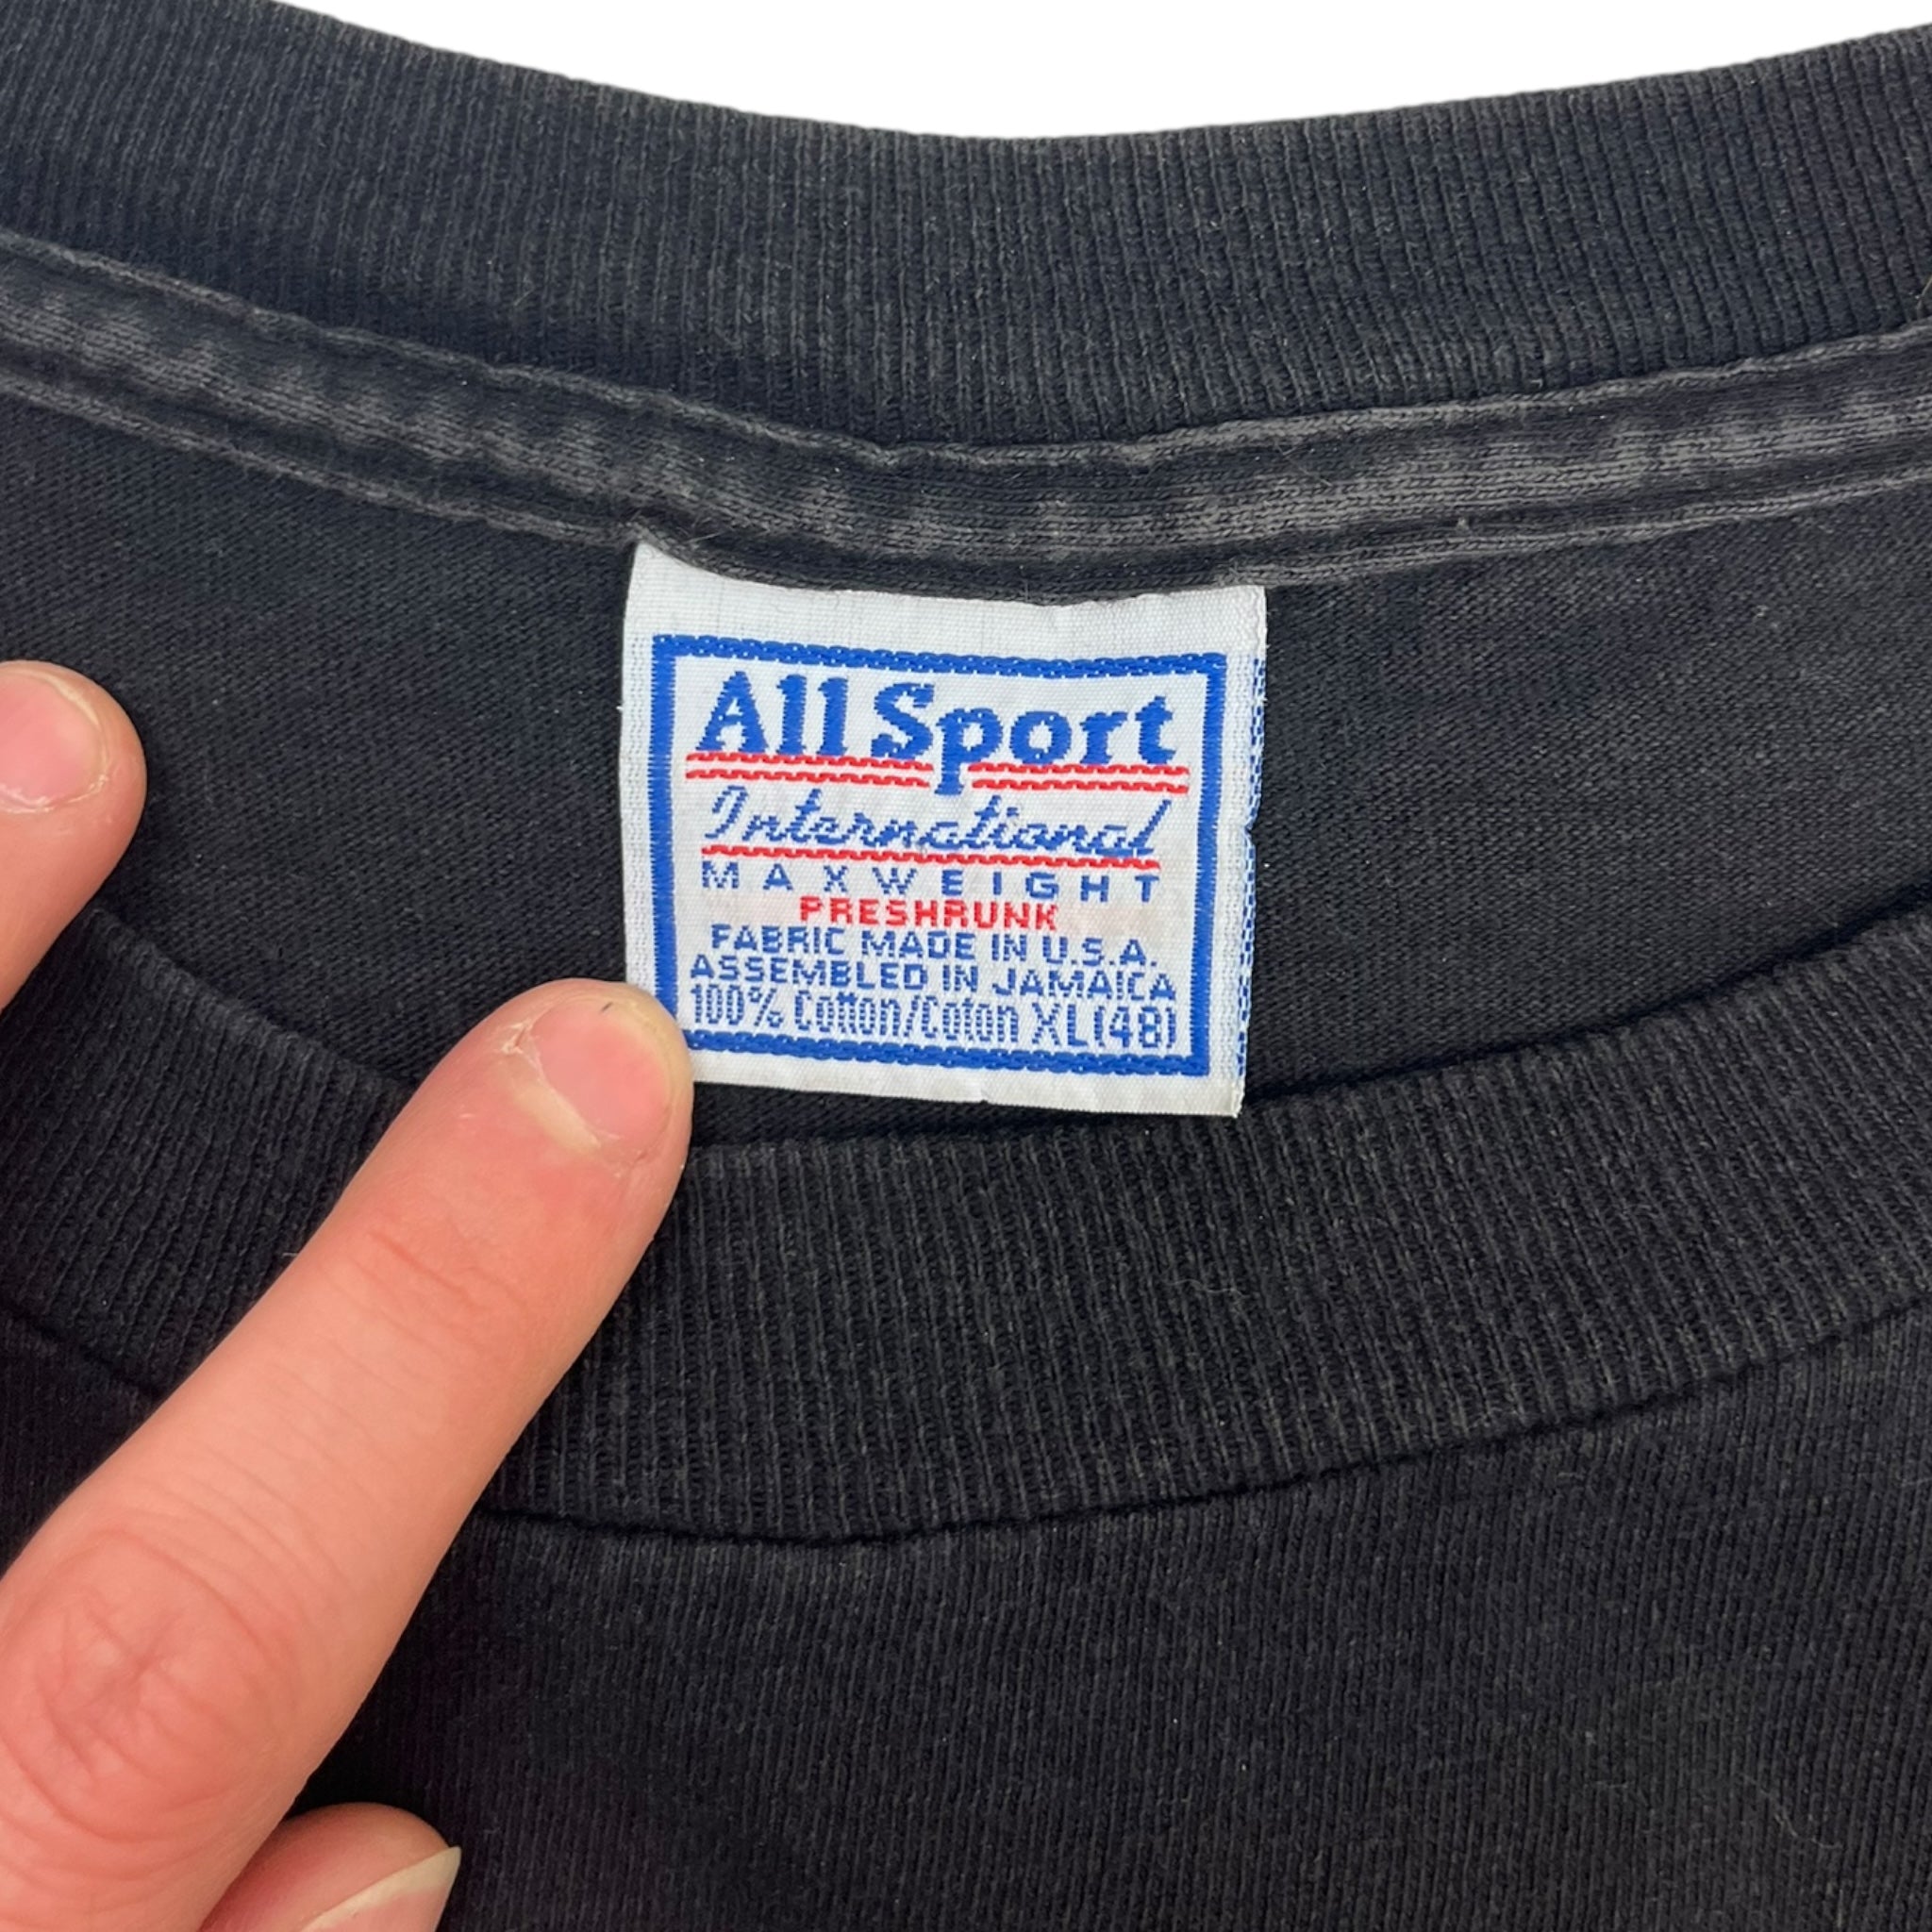 All Sport
International
MAXWEIGHT
PRESHRUNK
FABRIC MADE IN U.S.A.
ASSEMBLED IN JAMAICA
100% Cotton/Coton XL(48)